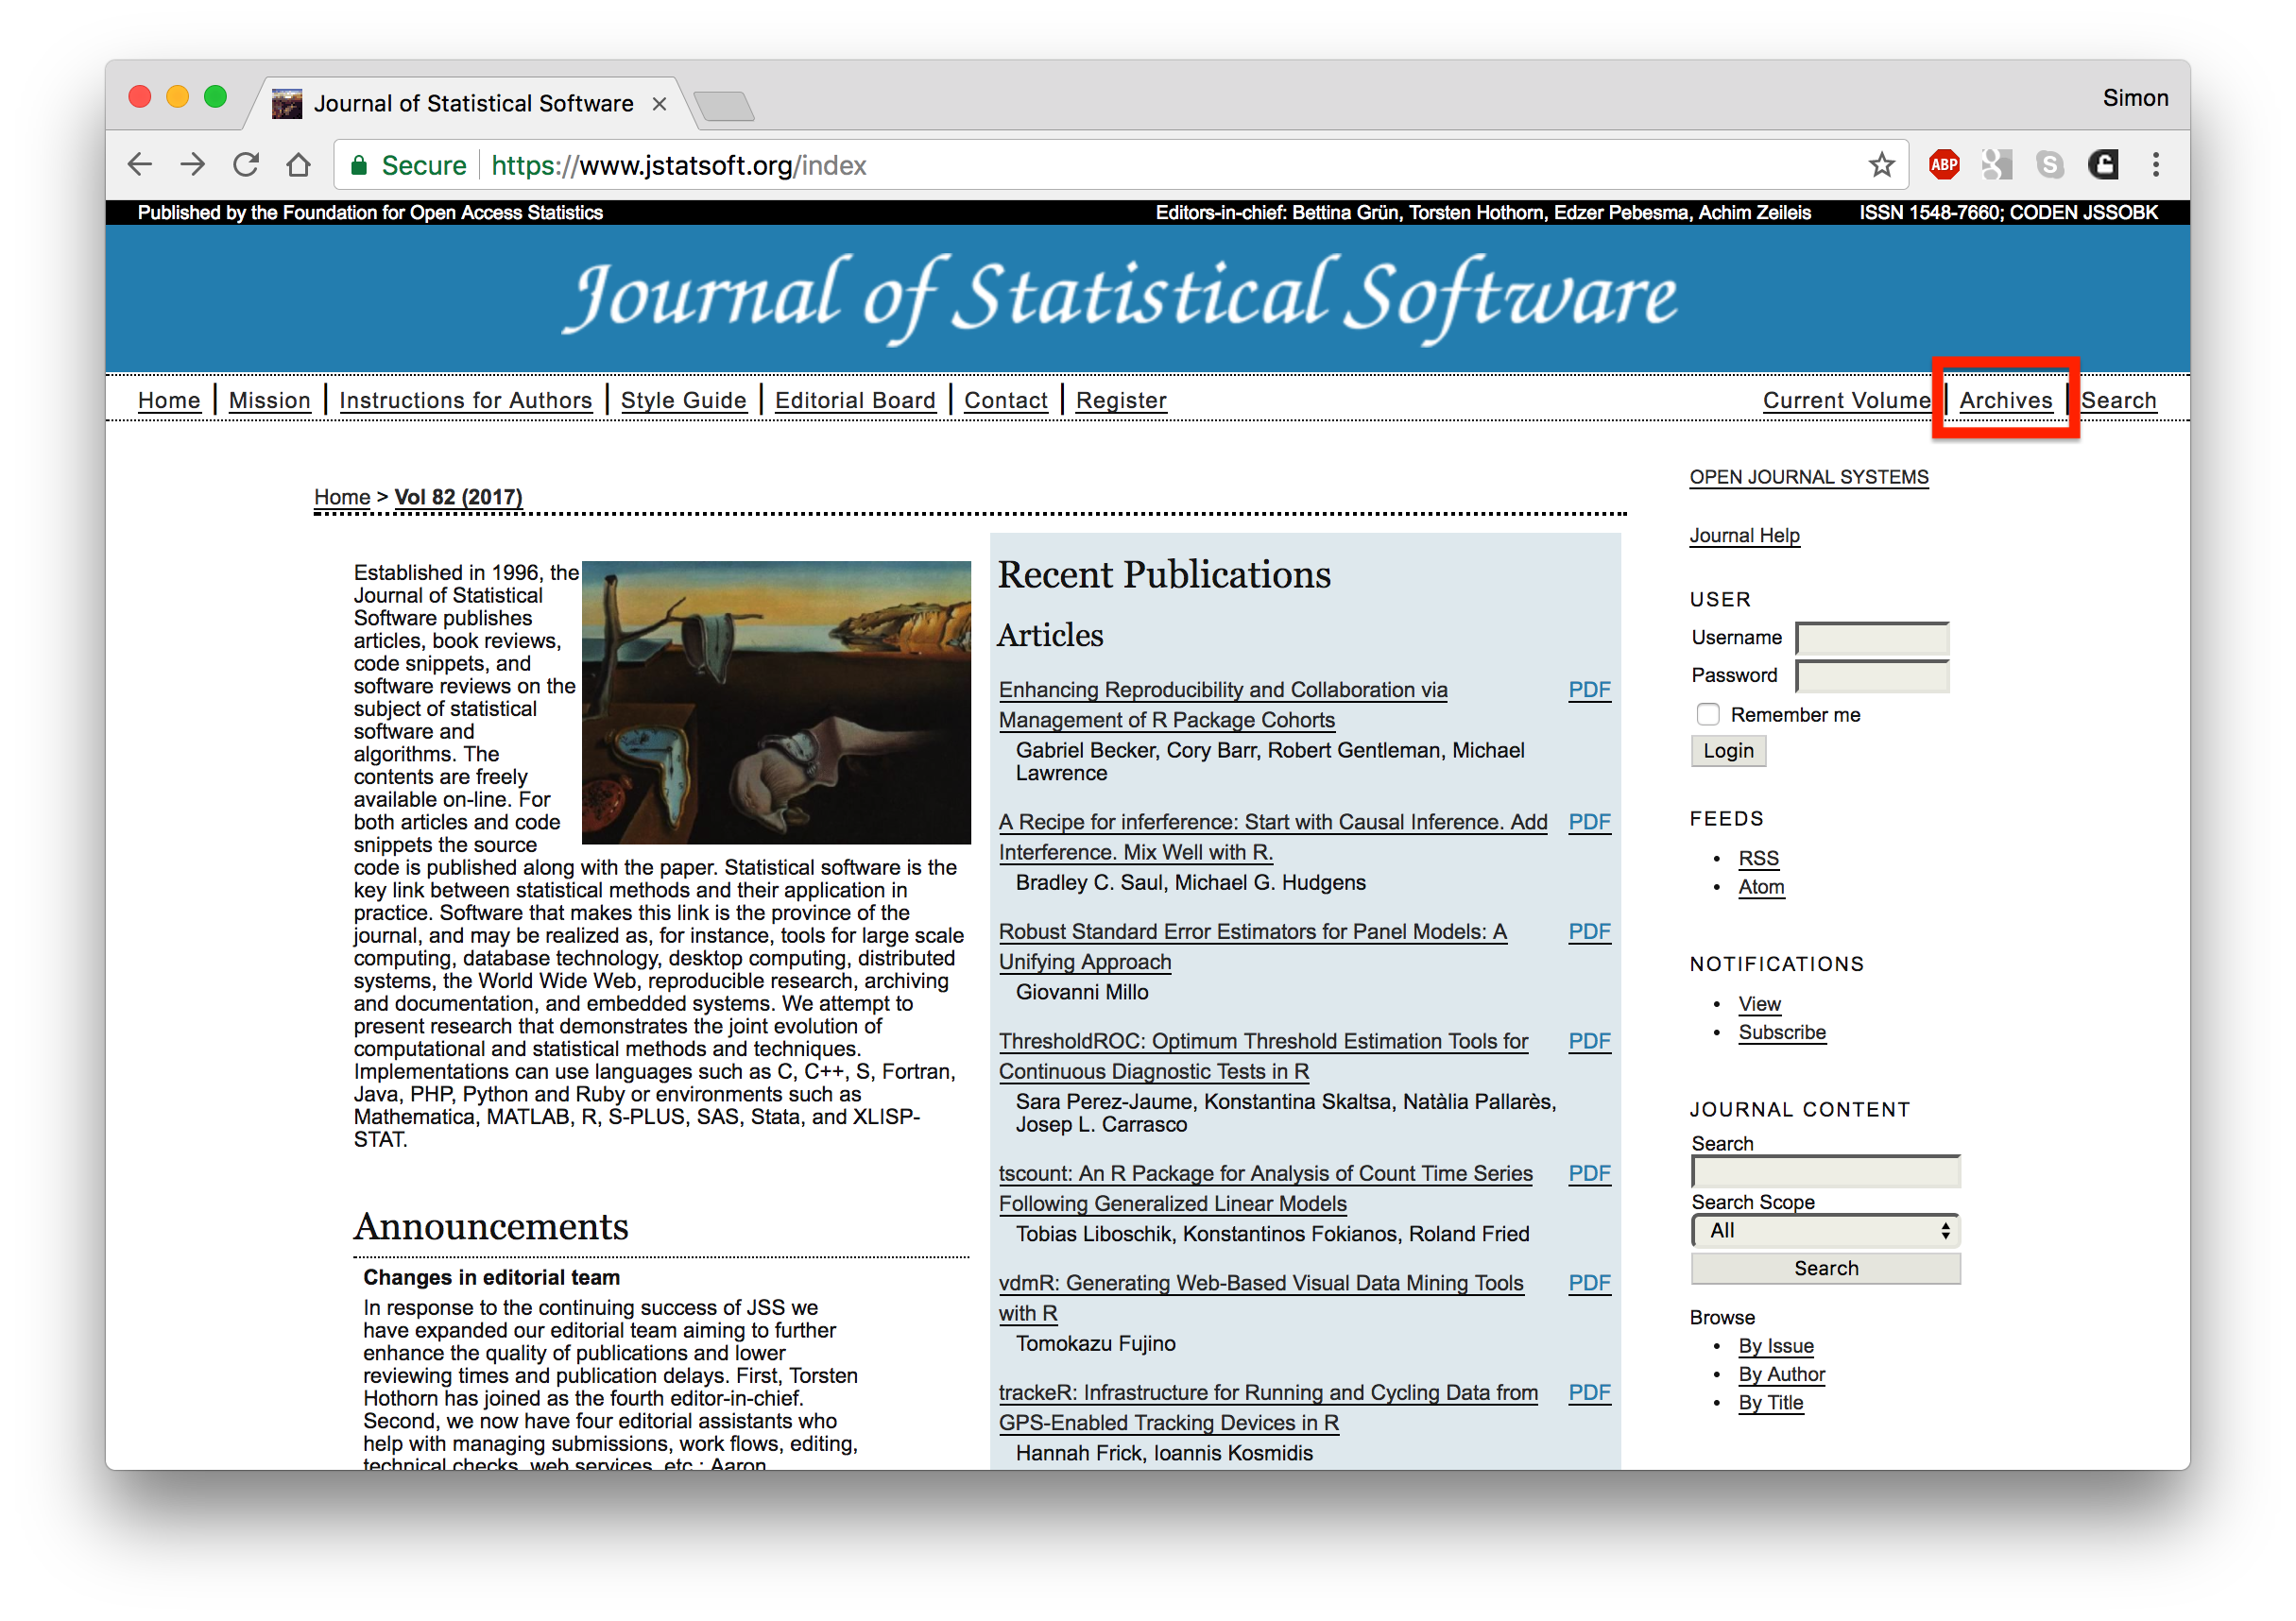 Journal of Statistical Software
Simon
Secure
https://www.jstatsoft.org/index
ABP
Published by the Foundation for Open Access Statistics
Editors-in-chief: Bettina Grün, Torsten Hothorn, Edzer Pebesma, Achim Zeileis
ISSN 1548-7660; CODEN JSSOBK
Journal of Statistical Software
Home | Mission | Instructions for Authors | Style Guide | Editorial Board | Contact | Register
Current Volume | Archives | Search
Home > Vol 82 (2017)
Established in 1996, the
Journal of Statistical
Software publishes
articles, book reviews,
code snippets, and
software reviews on the
subject of statistical
software and
algorithms. The
contents are freely
available on-line. For
both articles and code
snippets the source
code is published along with the paper. Statistical software is the
key link between statistical methods and their application in
practice. Software that makes this link is the province of the
journal, and may be realized as, for instance, tools for large scale
computing, database technology, desktop computing, distributed
systems, the World Wide Web, reproducible research, archiving
and documentation, and embedded systems. We attempt to
present research that demonstrates the joint evolution of
computational and statistical methods and techniques.
Implementations can use languages such as C, C++, S, Fortran,
Java, PHP, Python and Ruby or environments such as
Mathematica, MATLAB, R, S-PLUS, SAS, Stata, and XLISP-
STAT.
Announcements
Changes in editorial team
In response to the continuing success of JSS we
have expanded our editorial team aiming to further
enhance the quality of publications and lower
reviewing times and publication delays. First, Torsten
Hothorn has joined as the fourth editor-in-chief.
Second, we now have four editorial assistants who
help with managing submissions, work flows, editing,
technical checks, web services, etc.: Aaron
Recent Publications
Articles
Enhancing Reproducibility and Collaboration via PDF
Management of R Package Cohorts
Gabriel Becker, Cory Barr, Robert Gentleman, Michael
Lawrence
A Recipe for inferference: Start with Causal Inference. Add PDF
Interference. Mix Well with R.
Bradley C. Saul, Michael G. Hudgens
Robust Standard Error Estimators for Panel Models: A PDF
Unifying Approach
Giovanni Millo
ThresholdROC: Optimum Threshold Estimation Tools for PDF
Continuous Diagnostic Tests in R
Sara Perez-Jaume, Konstantina Skaltsa, Natàlia Pallarès,
Josep L. Carrasco
tscount: An R Package for Analysis of Count Time Series PDF
Following Generalized Linear Models
Tobias Liboschik, Konstantinos Fokianos, Roland Fried
vdmR: Generating Web-Based Visual Data Mining Tools PDF
with R
Tomokazu Fujino
trackeR: Infrastructure for Running and Cycling Data from PDF
GPS-Enabled Tracking Devices in R
Hannah Frick, Ioannis Kosmidis
OPEN JOURNAL SYSTEMS
Journal Help
USER
Username
Password
Remember me
Login
FEEDS
• RSS
• Atom
NOTIFICATIONS
• View
• Subscribe
JOURNAL CONTENT
Search
Search Scope
All
Search
Browse
• By Issue
• By Author
• By Title